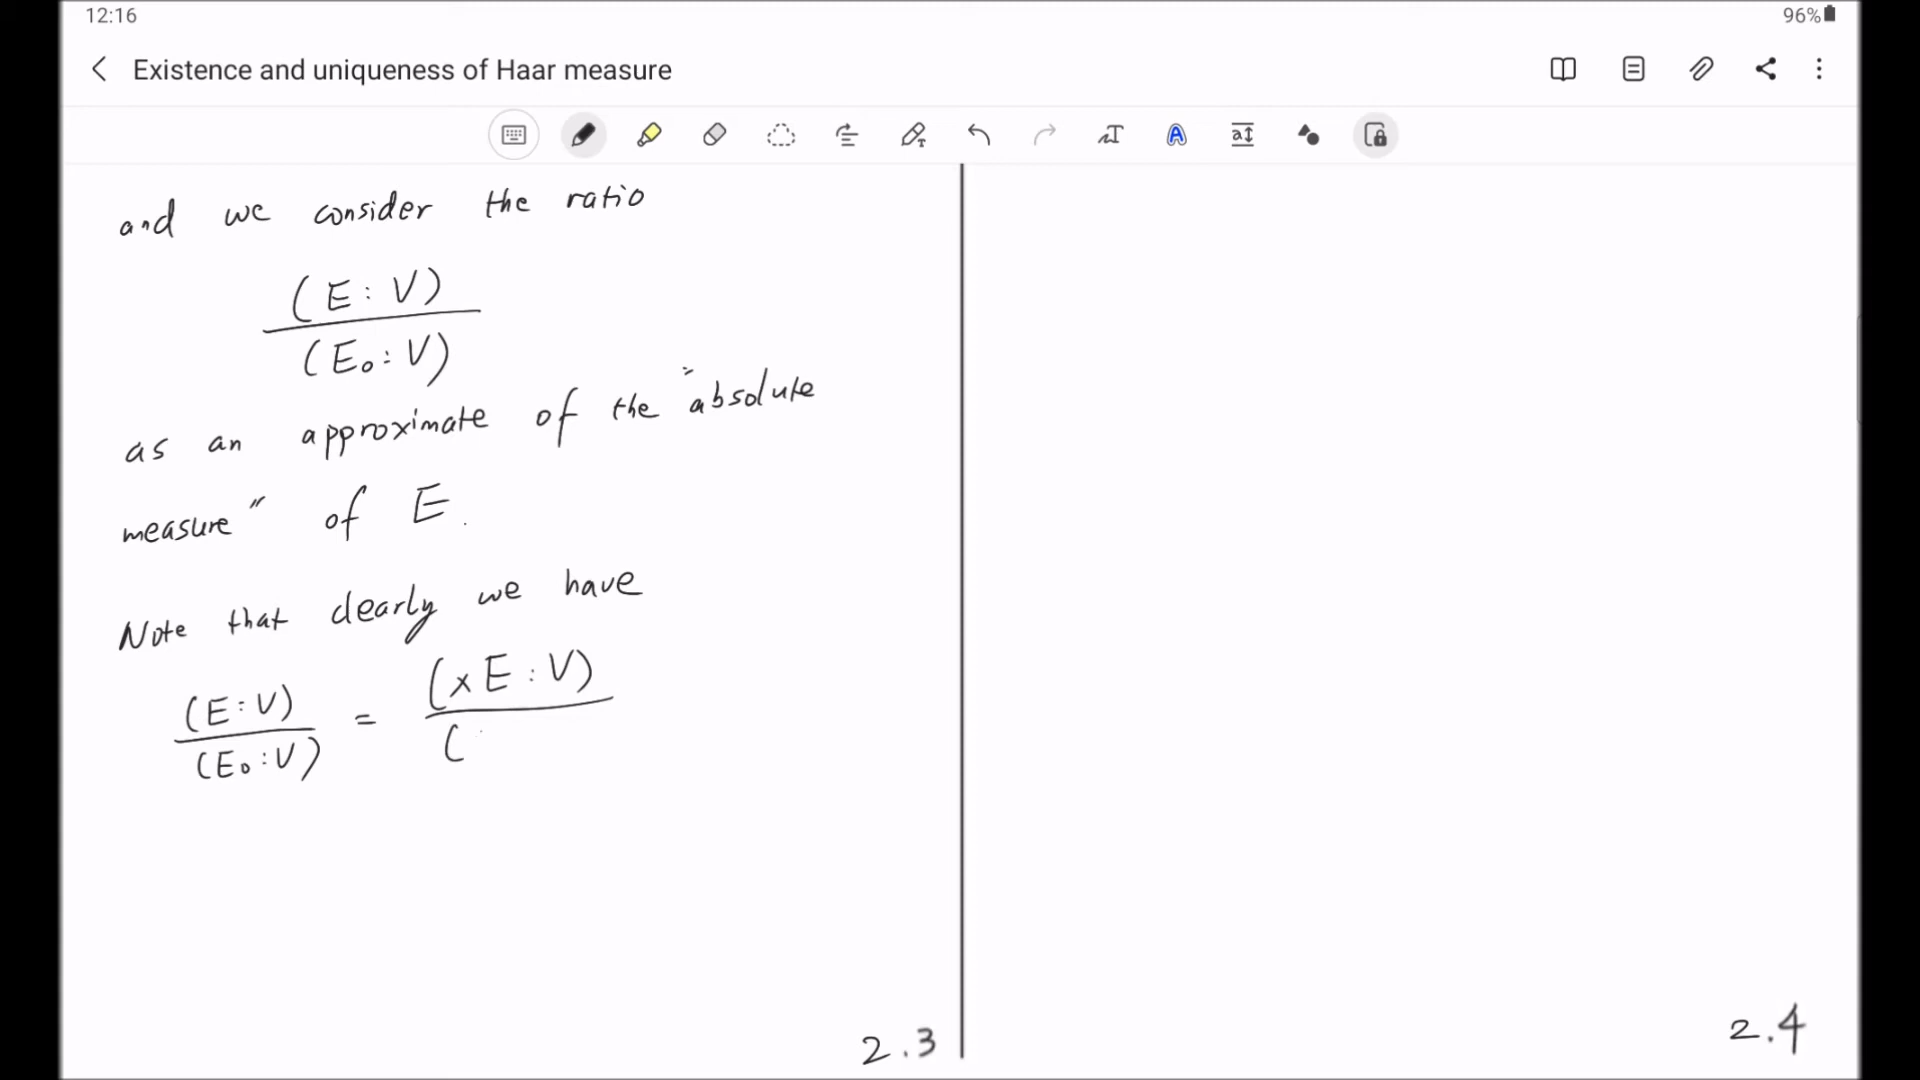 12:16
96%
Existence and uniqueness of Haar measure
and we consider the ratio
(E : V)
(E₀ : V)
as an approximate of the "absolute
measure" of E.
Note that clearly we have
(E : V) = (xE : V)
(E₀ : V) (
2.3
2.4